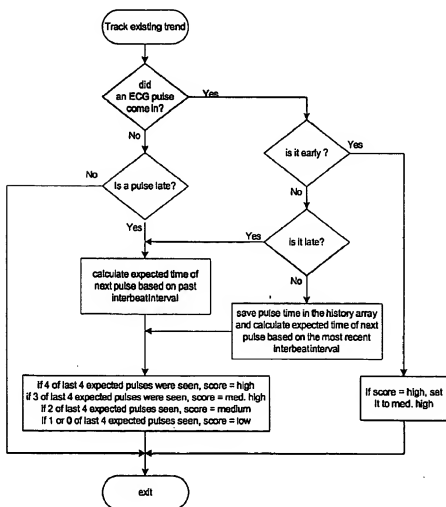 Track existing trend
did
an ECG pulse
come in?
Yes
No
is it early ?
Yes
No
Is a pulse late?
No
Yes
is it late?
Yes
No
calculate expected time of
next pulse based on past
interbeatinterval
save pulse time in the history array
and calculate expected time of next
pulse based on the most recent
interbeatinterval
if 4 of last 4 expected pulses were seen, score = high
if 3 of last 4 expected pulses were seen, score = med. high
If 2 of last 4 expected pulses seen, score = medium
If 1 or 0 of last 4 expected pulses seen, score = low
If score = high, set
it to med. high
exit